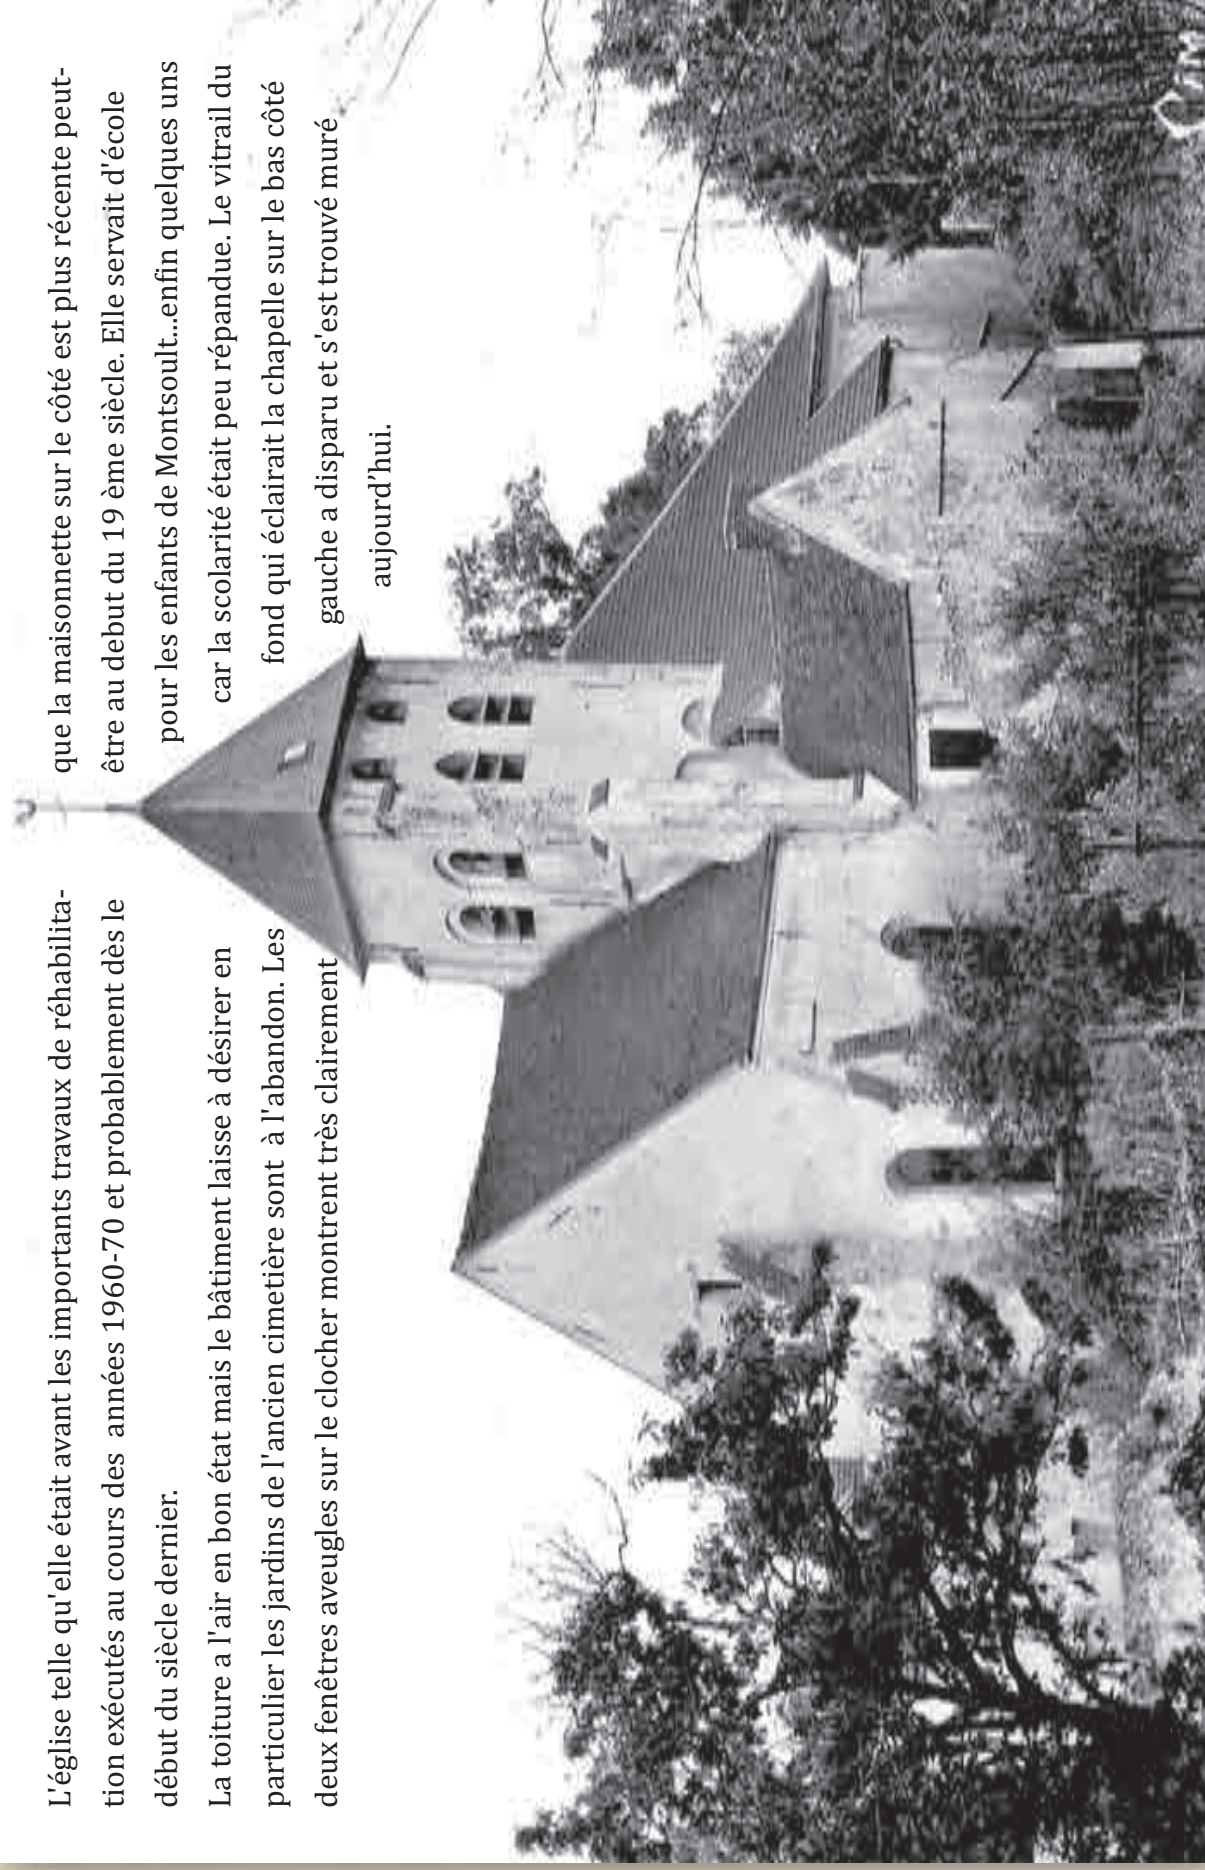 L'église telle qu'elle était avant les importants travaux de réhabilita-
tion exécutés au cours des années 1960-70 et probablement dès le
début du siècle dernier.
La toiture a l'air en bon état mais le bâtiment laisse à désirer en
particulier les jardins de l'ancien cimetière sont à l'abandon. Les
deux fenêtres aveugles sur le clocher montrent très clairement
que la maisonnette sur le côté est plus récente peut-
être au debut du 19 ème siècle. Elle servait d'école
pour les enfants de Montsoult...enfin quelques uns
car la scolarité était peu répandue. Le vitrail du
fond qui éclairait la chapelle sur le bas côté
gauche a disparu et s'est trouvé muré
aujourd'hui.